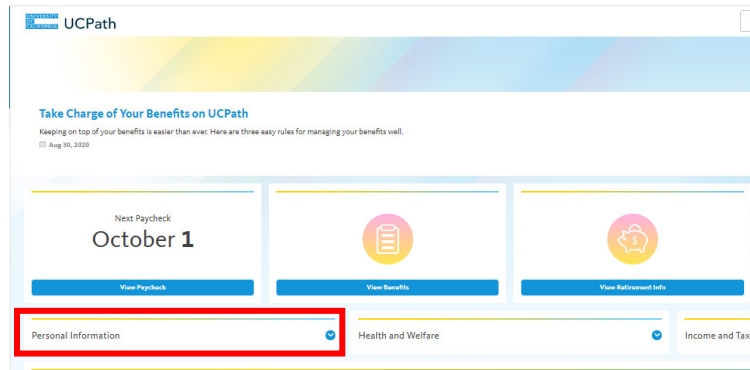 UNIVERSITY
OF
CALIFORNIA
UCPath
Take Charge of Your Benefits on UCPath
Keeping on top of your benefits is easier than ever. Here are three easy rules for managing your benefits well.
Aug 30, 2020
Next Paycheck
October 1
View Paycheck
View Benefits
$
View Retirement Info
Personal Information
Health and Welfare
Income and Tax